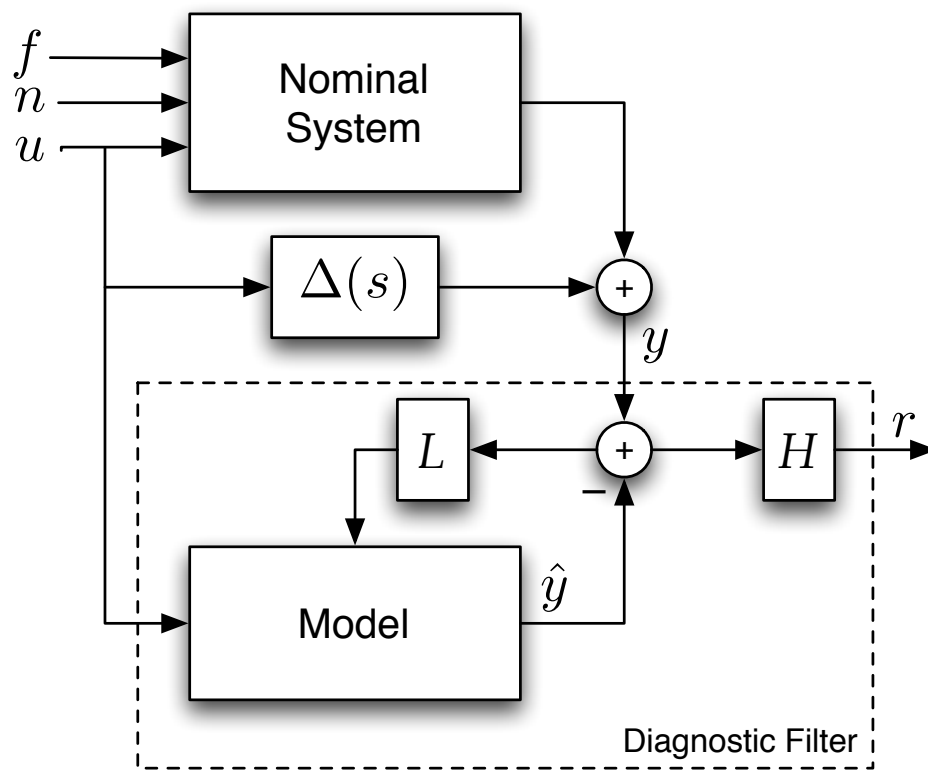 f
n
u
Nominal
System
Δ(s)
+
y
L
+
−
H
r
Model
ŷ
Diagnostic Filter